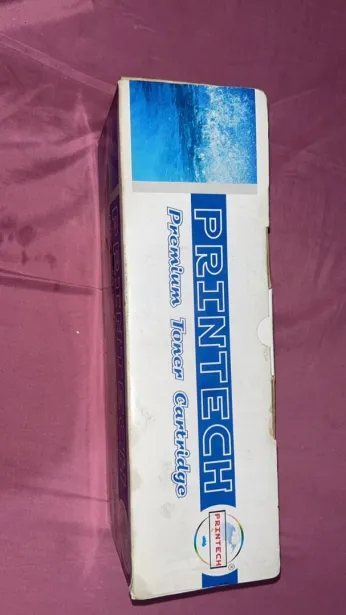 PRINTECH
Premium Toner Cartridge
PRINTECH
®